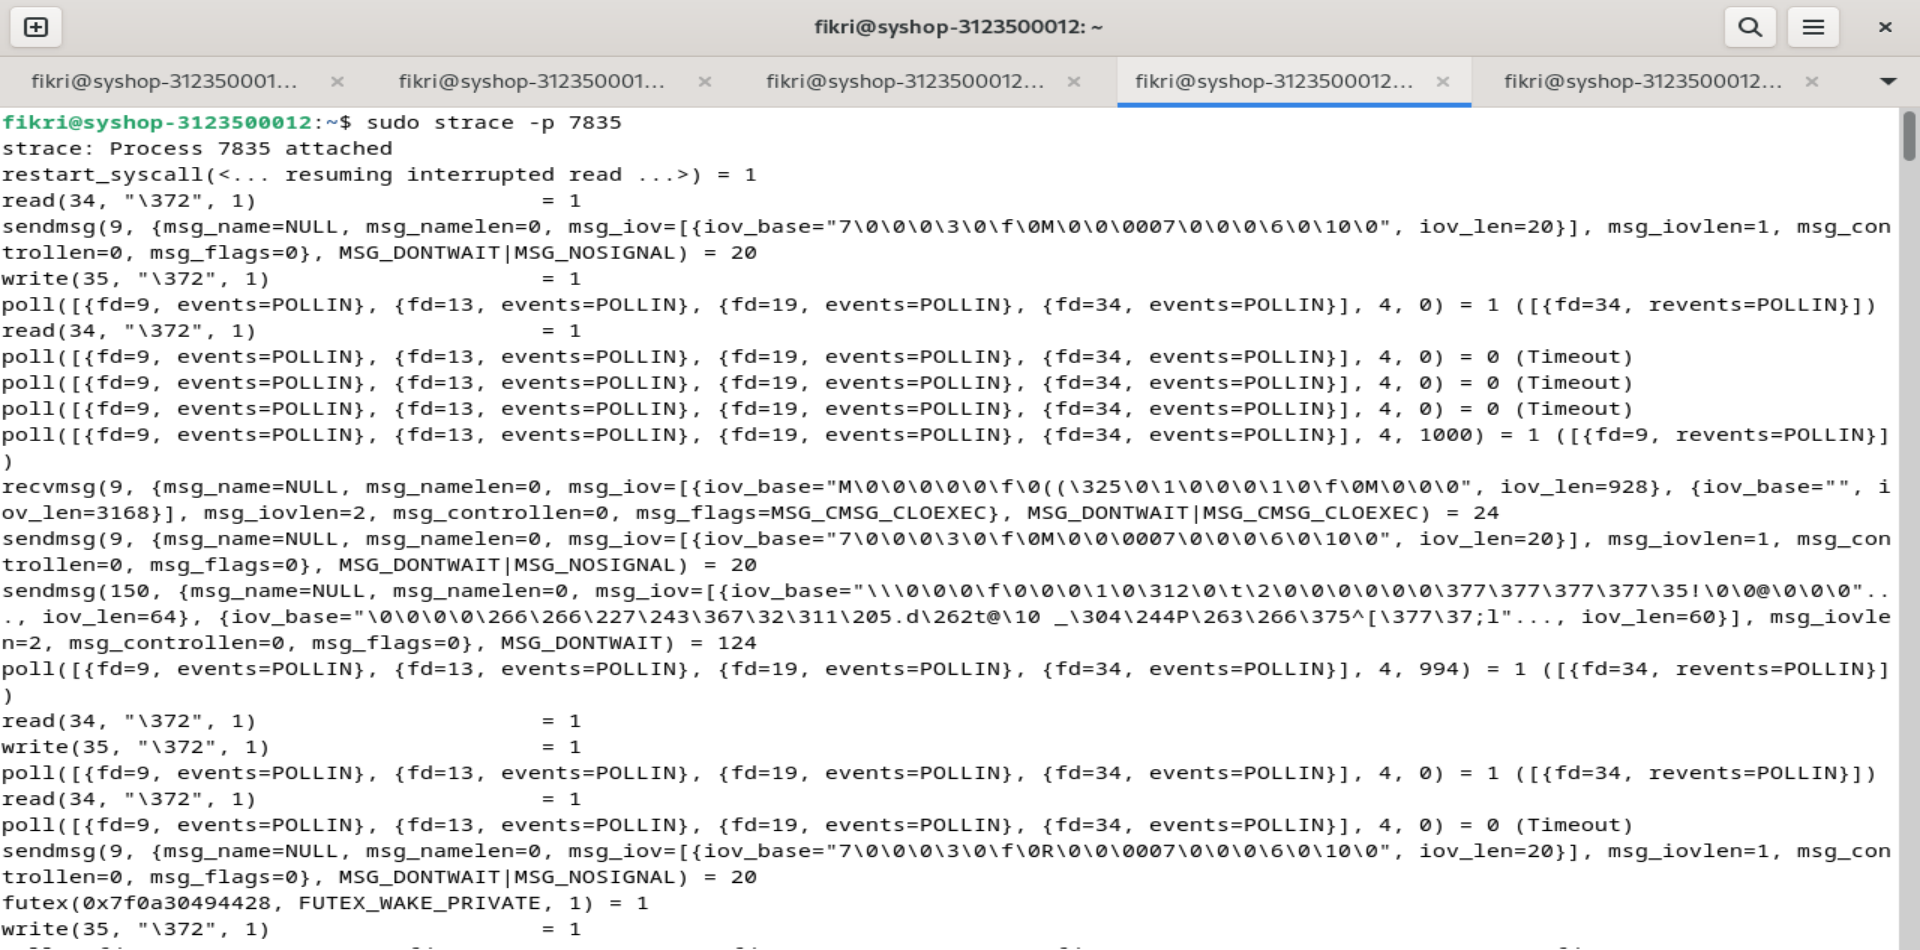 fikri@syshop-3123500012: ~
fikri@syshop-312350001...
fikri@syshop-312350001...
fikri@syshop-3123500012...
fikri@syshop-3123500012...
fikri@syshop-3123500012...
fikri@syshop-3123500012:~$ sudo strace -p 7835
strace: Process 7835 attached
restart_syscall(<... resuming interrupted read ...>) = 1
read(34, "\372", 1)                     = 1
sendmsg(9, {msg_name=NULL, msg_namelen=0, msg_iov=[{iov_base="7\0\0\0\3\0\f\0M\0\0\0007\0\0\0\6\0\10\0", iov_len=20}], msg_iovlen=1, msg_con
trollen=0, msg_flags=0}, MSG_DONTWAIT|MSG_NOSIGNAL) = 20
write(35, "\372", 1)                    = 1
poll([{fd=9, events=POLLIN}, {fd=13, events=POLLIN}, {fd=19, events=POLLIN}, {fd=34, events=POLLIN}], 4, 0) = 1 ([{fd=34, revents=POLLIN}])
read(34, "\372", 1)                     = 1
poll([{fd=9, events=POLLIN}, {fd=13, events=POLLIN}, {fd=19, events=POLLIN}, {fd=34, events=POLLIN}], 4, 0) = 0 (Timeout)
poll([{fd=9, events=POLLIN}, {fd=13, events=POLLIN}, {fd=19, events=POLLIN}, {fd=34, events=POLLIN}], 4, 0) = 0 (Timeout)
poll([{fd=9, events=POLLIN}, {fd=13, events=POLLIN}, {fd=19, events=POLLIN}, {fd=34, events=POLLIN}], 4, 0) = 0 (Timeout)
poll([{fd=9, events=POLLIN}, {fd=13, events=POLLIN}, {fd=19, events=POLLIN}, {fd=34, events=POLLIN}], 4, 1000) = 1 ([{fd=9, revents=POLLIN}]
)
recvmsg(9, {msg_name=NULL, msg_namelen=0, msg_iov=[{iov_base="M\0\0\0\0\0\f\0((\325\0\1\0\0\0\1\0\f\0M\0\0\0", iov_len=928}, {iov_base="", i
ov_len=3168}], msg_iovlen=2, msg_controllen=0, msg_flags=MSG_CMSG_CLOEXEC}, MSG_DONTWAIT|MSG_CMSG_CLOEXEC) = 24
sendmsg(9, {msg_name=NULL, msg_namelen=0, msg_iov=[{iov_base="7\0\0\0\3\0\f\0M\0\0\0007\0\0\0\6\0\10\0", iov_len=20}], msg_iovlen=1, msg_con
trollen=0, msg_flags=0}, MSG_DONTWAIT|MSG_NOSIGNAL) = 20
sendmsg(150, {msg_name=NULL, msg_namelen=0, msg_iov=[{iov_base="\\\0\0\0\f\0\0\0\1\0\312\0\t\2\0\0\0\0\0\0\377\377\377\377\35!\0\0@\0\0\0"..
., iov_len=64}, {iov_base="\0\0\0\0\266\266\227\243\367\32\311\205.d\262t@\10 _\304\244P\263\266\375^[\377\37;l"..., iov_len=60}], msg_iovle
n=2, msg_controllen=0, msg_flags=0}, MSG_DONTWAIT) = 124
poll([{fd=9, events=POLLIN}, {fd=13, events=POLLIN}, {fd=19, events=POLLIN}, {fd=34, events=POLLIN}], 4, 994) = 1 ([{fd=34, revents=POLLIN}]
)
read(34, "\372", 1)                     = 1
write(35, "\372", 1)                    = 1
poll([{fd=9, events=POLLIN}, {fd=13, events=POLLIN}, {fd=19, events=POLLIN}, {fd=34, events=POLLIN}], 4, 0) = 1 ([{fd=34, revents=POLLIN}])
read(34, "\372", 1)                     = 1
poll([{fd=9, events=POLLIN}, {fd=13, events=POLLIN}, {fd=19, events=POLLIN}, {fd=34, events=POLLIN}], 4, 0) = 0 (Timeout)
sendmsg(9, {msg_name=NULL, msg_namelen=0, msg_iov=[{iov_base="7\0\0\0\3\0\f\0R\0\0\0007\0\0\0\6\0\10\0", iov_len=20}], msg_iovlen=1, msg_con
trollen=0, msg_flags=0}, MSG_DONTWAIT|MSG_NOSIGNAL) = 20
futex(0x7f0a30494428, FUTEX_WAKE_PRIVATE, 1) = 1
write(35, "\372", 1)                    = 1